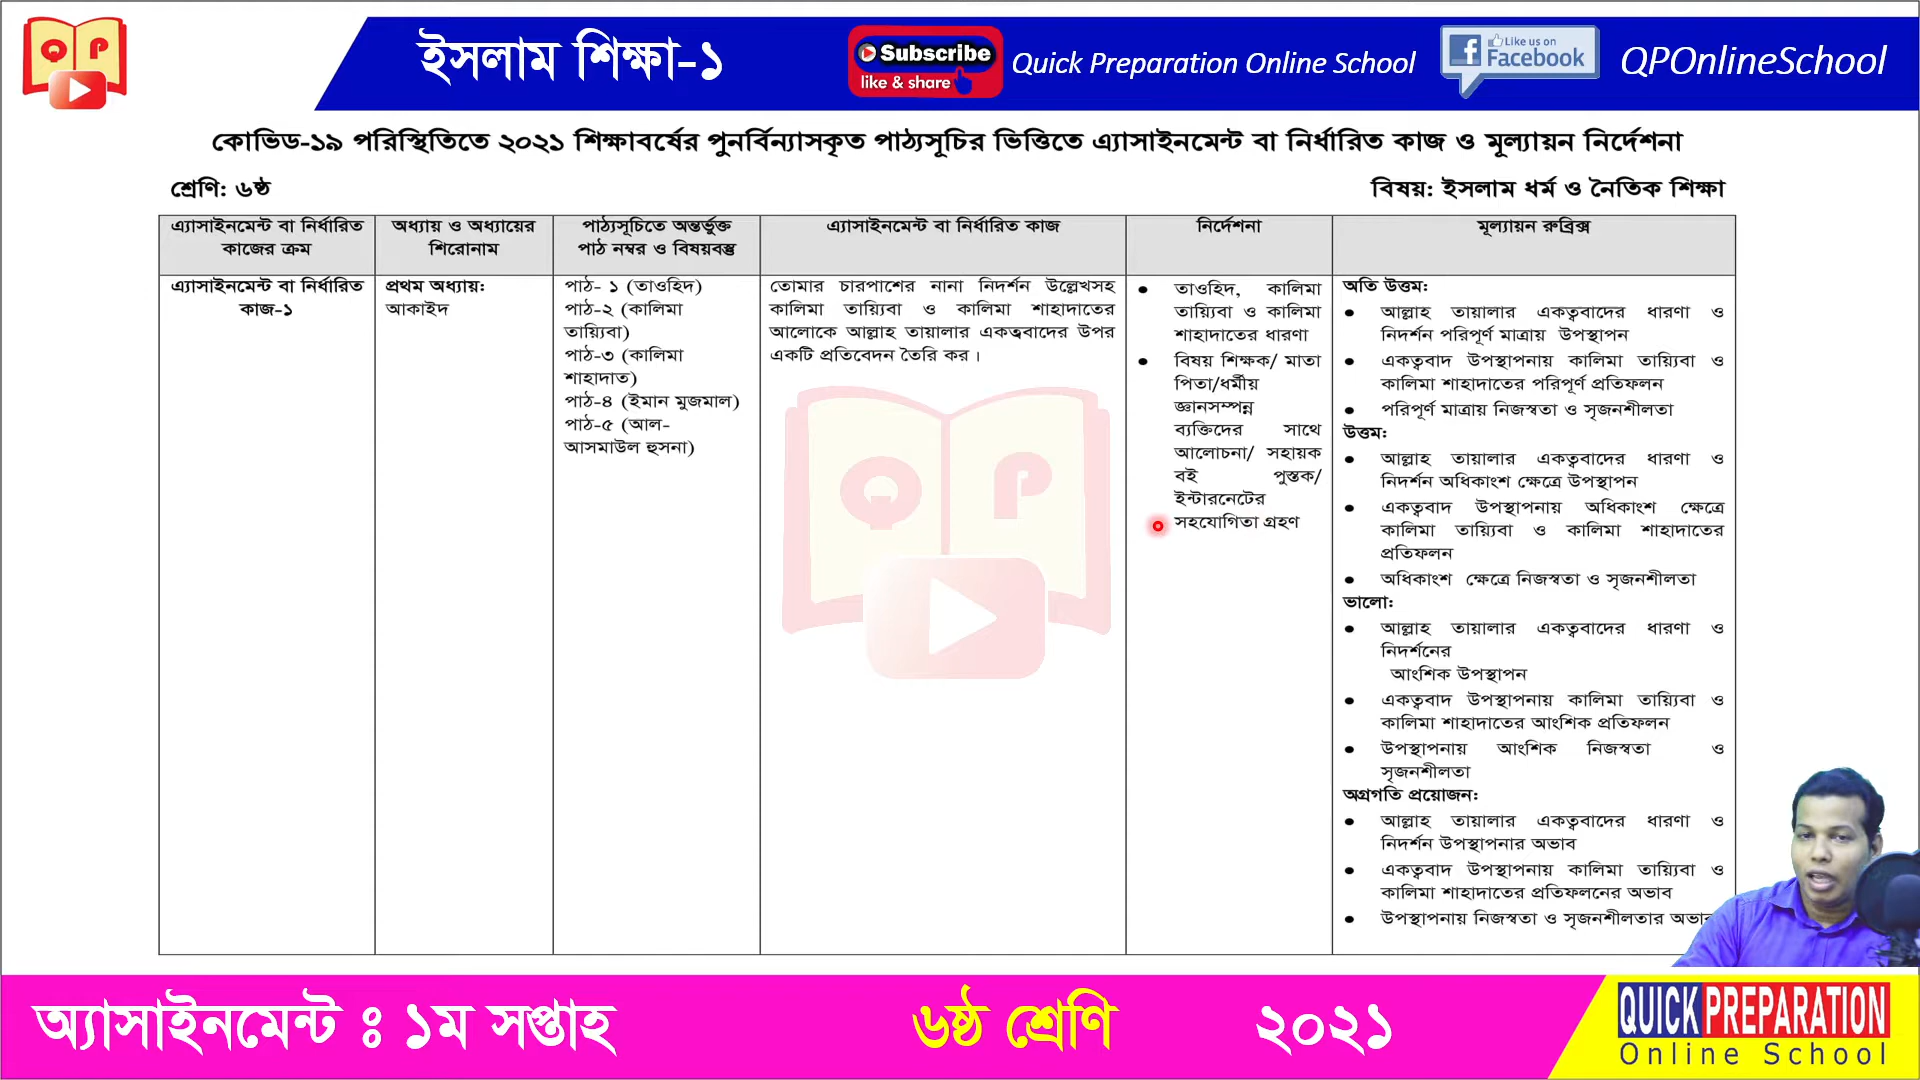 QP
ইসলাম শিক্ষা-১
Subscribe
like & share
Quick Preparation Online School
Like us on
Facebook
QPOnlineSchool
কোভিড-১৯ পরিস্থিতিতে ২০২১ শিক্ষাবর্ষের পুনর্বিন্যাসকৃত পাঠ্যসূচির ভিত্তিতে এ্যাসাইনমেন্ট বা নির্ধারিত কাজ ও মূল্যায়ন নির্দেশনা
শ্রেণি: ৬ষ্ঠ
বিষয়: ইসলাম ধর্ম ও নৈতিক শিক্ষা
এ্যাসাইনমেন্ট বা নির্ধারিত
কাজের ক্রম
অধ্যায় ও অধ্যায়ের
শিরোনাম
পাঠ্যসূচিতে অন্তর্ভুক্ত
পাঠ নম্বর ও বিষয়বস্তু
এ্যাসাইনমেন্ট বা নির্ধারিত কাজ
নির্দেশনা
মূল্যায়ন রুব্রিক্স
এ্যাসাইনমেন্ট বা নির্ধারিত
কাজ-১
প্রথম অধ্যায়:
আকাইদ
পাঠ- ১ (তাওহিদ)
পাঠ-২ (কালিমা
তায়্যিবা)
পাঠ-৩ (কালিমা
শাহাদাত)
পাঠ-৪ (ইমান মুজমাল)
পাঠ-৫ (আল-
আসমাউল হুসনা)
তোমার চারপাশের নানা নিদর্শন উল্লেখসহ
কালিমা তায়্যিবা ও কালিমা শাহাদাতের
আলোকে আল্লাহ তায়ালার একত্ববাদের উপর
একটি প্রতিবেদন তৈরি কর।
QP
● তাওহিদ, কালিমা
তায়্যিবা ও কালিমা
শাহাদাতের ধারণা
● বিষয় শিক্ষক/ মাতা
পিতা/ধর্মীয়
জ্ঞানসম্পন্ন
ব্যক্তিদের সাথে
আলোচনা/ সহায়ক
বই পুস্তক/
ইন্টারনেটের
সহযোগিতা গ্রহণ
অতি উত্তম:
● আল্লাহ তায়ালার একত্ববাদের ধারণা ও
নিদর্শন পরিপূর্ণ মাত্রায় উপস্থাপন
● একত্ববাদ উপস্থাপনায় কালিমা তায়্যিবা ও
কালিমা শাহাদাতের পরিপূর্ণ প্রতিফলন
● পরিপূর্ণ মাত্রায় নিজস্বতা ও সৃজনশীলতা
উত্তম:
● আল্লাহ তায়ালার একত্ববাদের ধারণা ও
নিদর্শন অধিকাংশ ক্ষেত্রে উপস্থাপন
● একত্ববাদ উপস্থাপনায় অধিকাংশ ক্ষেত্রে
কালিমা তায়্যিবা ও কালিমা শাহাদাতের
প্রতিফলন
● অধিকাংশ ক্ষেত্রে নিজস্বতা ও সৃজনশীলতা
ভালো:
● আল্লাহ তায়ালার একত্ববাদের ধারণা ও
নিদর্শনের
আংশিক উপস্থাপন
● একত্ববাদ উপস্থাপনায় কালিমা তায়্যিবা ও
কালিমা শাহাদাতের আংশিক প্রতিফলন
● উপস্থাপনায় আংশিক নিজস্বতা ও
সৃজনশীলতা
অগ্রগতি প্রয়োজন:
● আল্লাহ তায়ালার একত্ববাদের ধারণা ও
নিদর্শন উপস্থাপনার অভাব
● একত্ববাদ উপস্থাপনায় কালিমা তায়্যিবা ও
কালিমা শাহাদাতের প্রতিফলনের অভাব
● উপস্থাপনায় নিজস্বতা ও সৃজনশীলতার অভাব
অ্যাসাইনমেন্ট ঃ ১ম সপ্তাহ
৬ষ্ঠ শ্রেণি
২০২১
QUICK PREPARATION
Online School